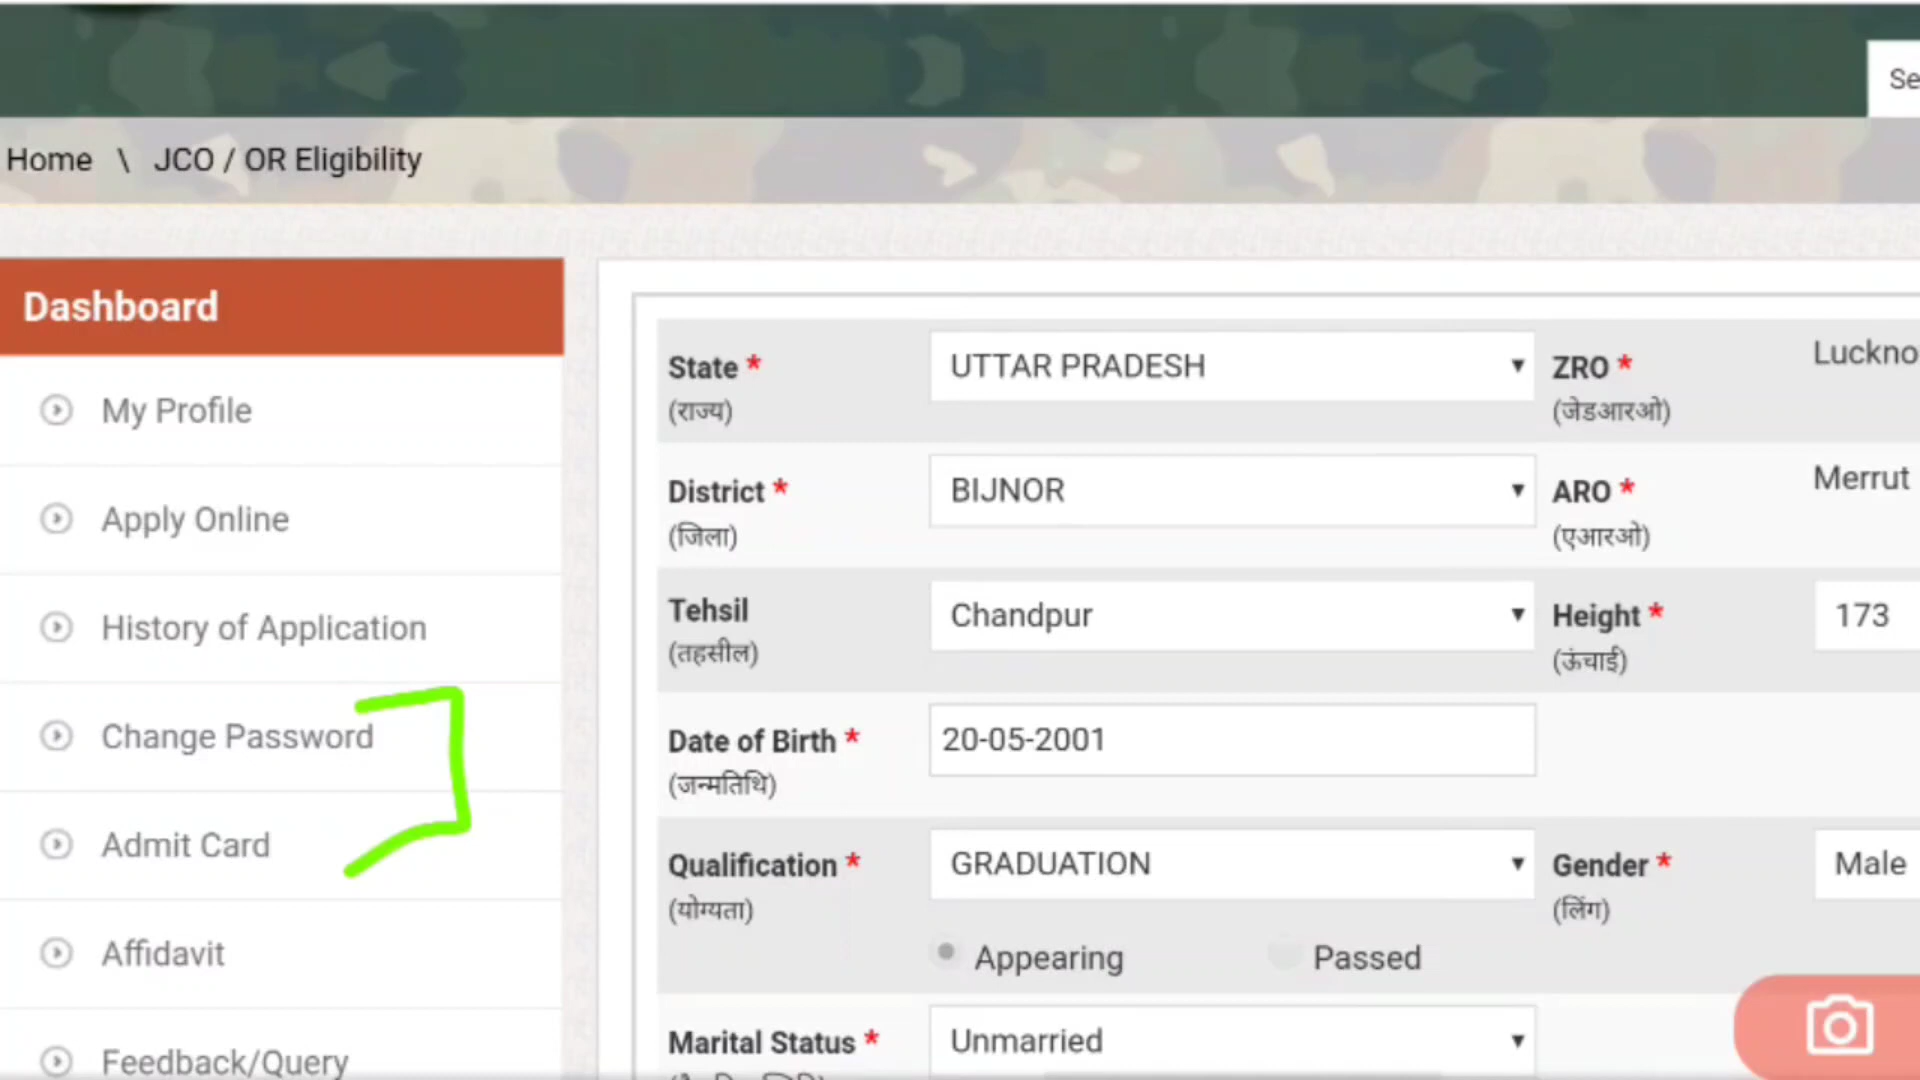 Se
Home \ JCO / OR Eligibility
Dashboard
My Profile
Apply Online
History of Application
Change Password
Admit Card
Affidavit
Feedback/Query
State * UTTAR PRADESH ZRO * Luckno
(राज्य) (जेडआरओ)
District * BIJNOR ARO * Merrut
(जिला) (एआरओ)
Tehsil Chandpur Height * 173
(तहसील) (ऊंचाई)
Date of Birth * 20-05-2001
(जन्मतिथि)
Qualification * GRADUATION Gender * Male
(योग्यता) (लिंग)
Appearing Passed
Marital Status * Unmarried